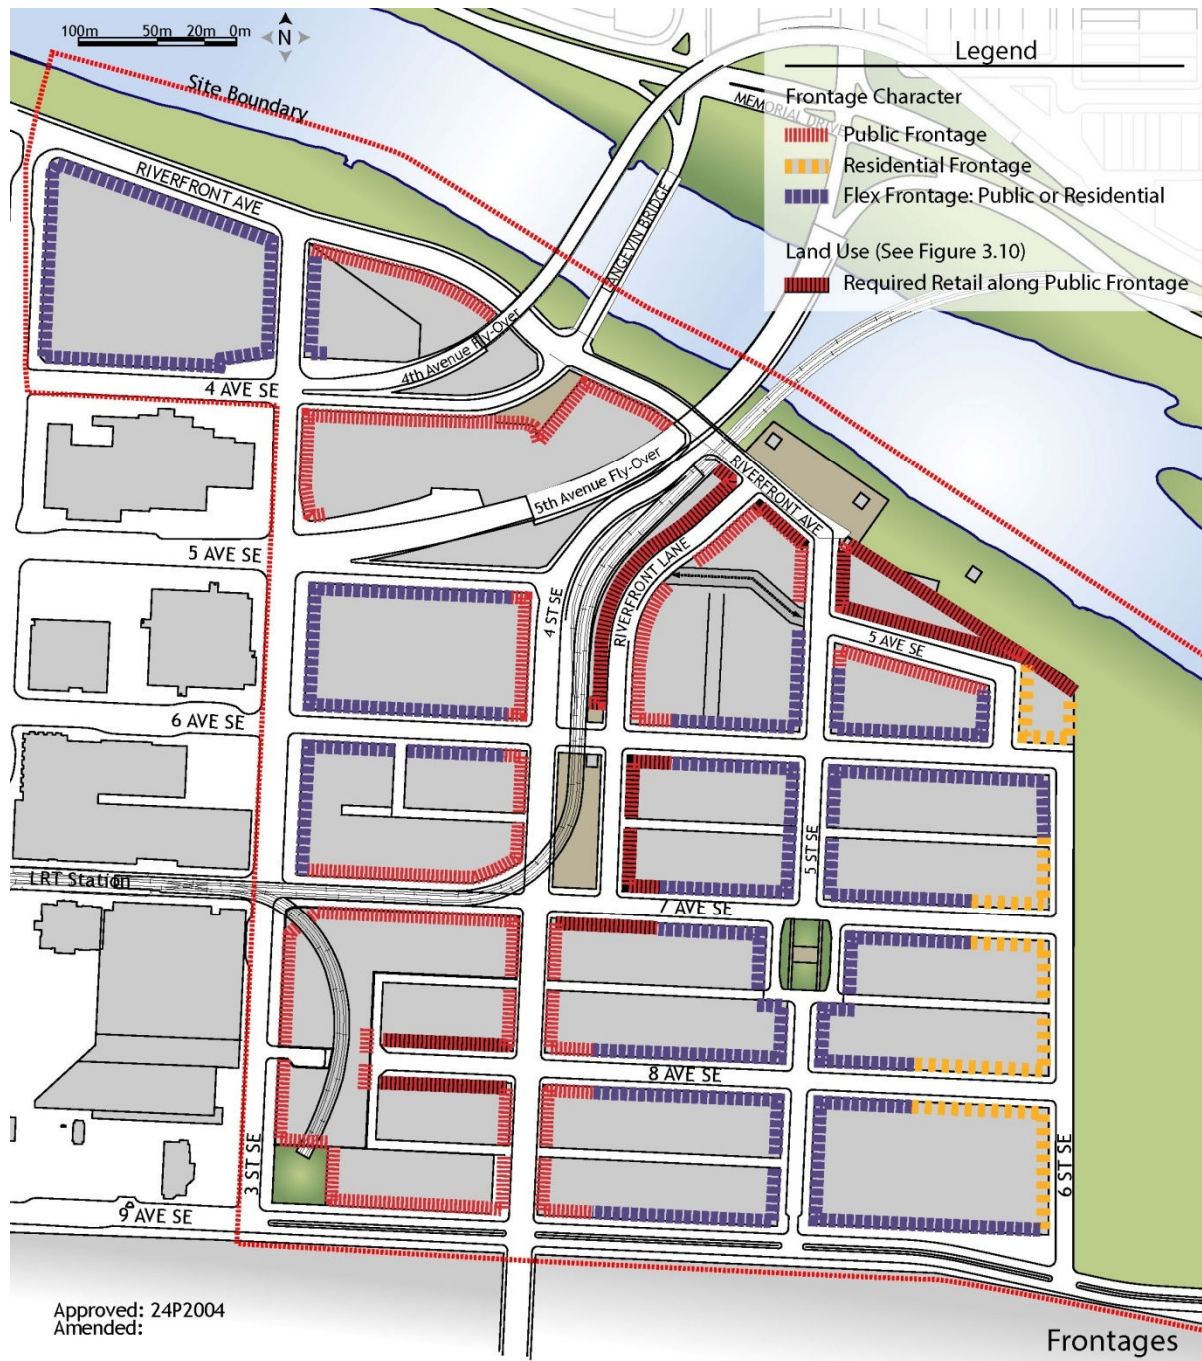 100m 50m 20m 0m
N
Legend
Frontage Character
Public Frontage
Residential Frontage
Flex Frontage: Public or Residential
Land Use (See Figure 3.10)
Required Retail along Public Frontage
Site Boundary
MEMORIAL DRIVE
RIVERFRONT AVE
LANGEVIN BRIDGE
4th Avenue Fly-Over
4 AVE SE
5th Avenue Fly-Over
RIVERFRONT AVE
5 AVE SE
RIVERFRONT LANE
4 ST SE
5 AVE SE
6 AVE SE
5 ST SE
LRT Station
7 AVE SE
8 AVE SE
3 ST SE
6 ST SE
9 AVE SE
Approved: 24P2004
Amended:
Frontages